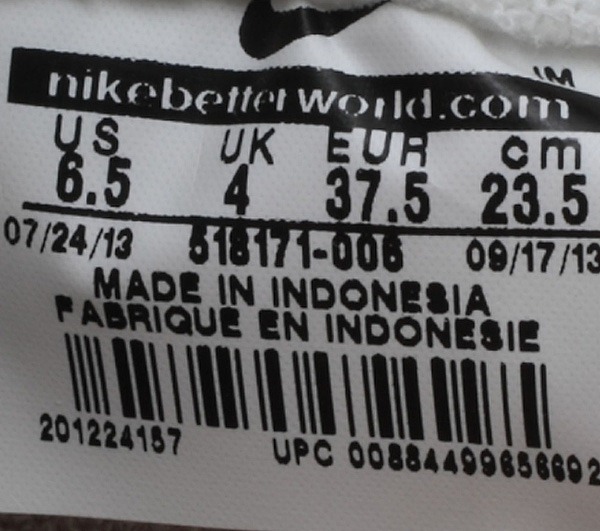 nikebetterworld.com
US UK EUR cm
6.5 4 37.5 23.5
07/24/13 518171-006 09/17/13
MADE IN INDONESIA
FABRIQUE EN INDONESIE
201224157 UPC 00884499656692